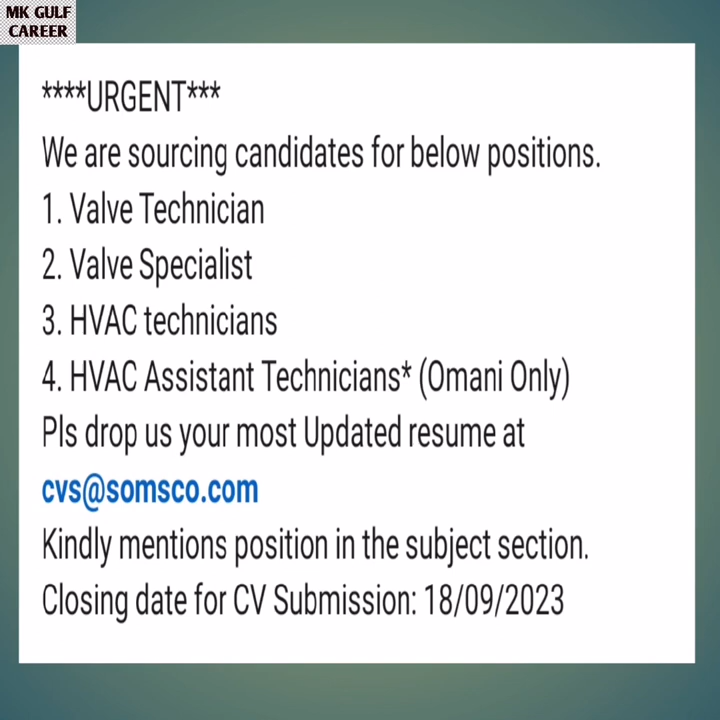 MK GULF
CAREER
****URGENT***
We are sourcing candidates for below positions.
1. Valve Technician
2. Valve Specialist
3. HVAC technicians
4. HVAC Assistant Technicians* (Omani Only)
Pls drop us your most Updated resume at
cvs@somsco.com
Kindly mentions position in the subject section.
Closing date for CV Submission: 18/09/2023